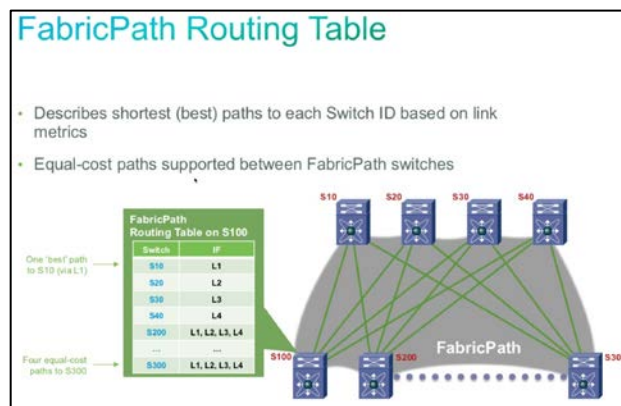 FabricPath Routing Table
• Describes shortest (best) paths to each Switch ID based on link
metrics
• Equal-cost paths supported between FabricPath switches
FabricPath
Routing Table on S100
Switch IF
S10 L1
S20 L2
S30 L3
S40 L4
S200 L1, L2, L3, L4
... ...
S300 L1, L2, L3, L4
One 'best' path
to S10 (via L1)
Four equal-cost
paths to S300
S10 S20 S30 S40
FabricPath
S100 S200 S30